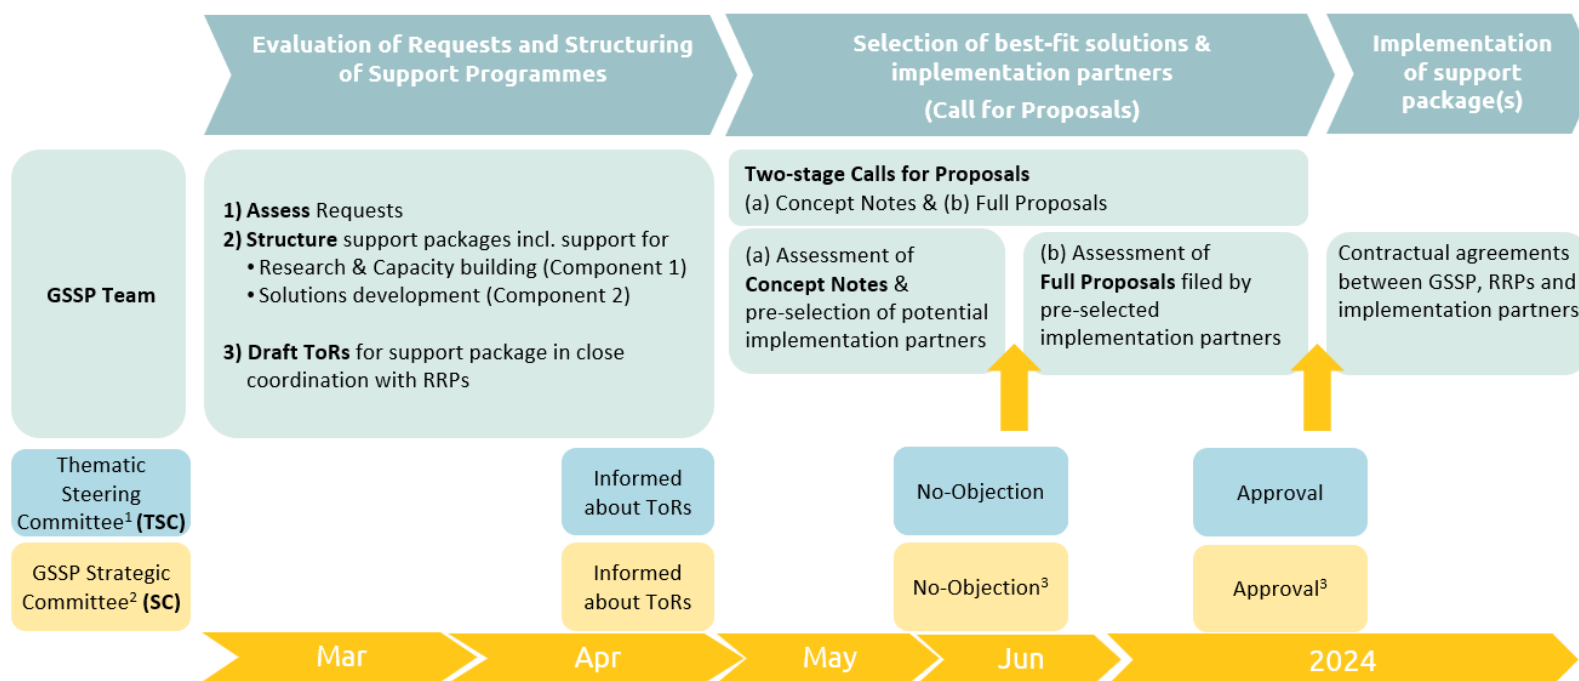 Evaluation of Requests and Structuring
of Support Programmes
Selection of best-fit solutions &
implementation partners
(Call for Proposals)
Implementation
of support
package(s)
GSSP Team
1) Assess Requests
2) Structure support packages incl. support for
• Research & Capacity building (Component 1)
• Solutions development (Component 2)
3) Draft ToRs for support package in close
coordination with RRPs
Two-stage Calls for Proposals
(a) Concept Notes & (b) Full Proposals
(a) Assessment of
Concept Notes &
pre-selection of potential
implementation partners
(b) Assessment of
Full Proposals filed by
pre-selected
implementation partners
Contractual agreements
between GSSP, RRPs and
implementation partners
Thematic
Steering
Committee¹ (TSC)
Informed
about ToRs
No-Objection
Approval
GSSP Strategic
Committee² (SC)
Informed
about ToRs
No-Objection³
Approval³
Mar
Apr
May
Jun
2024